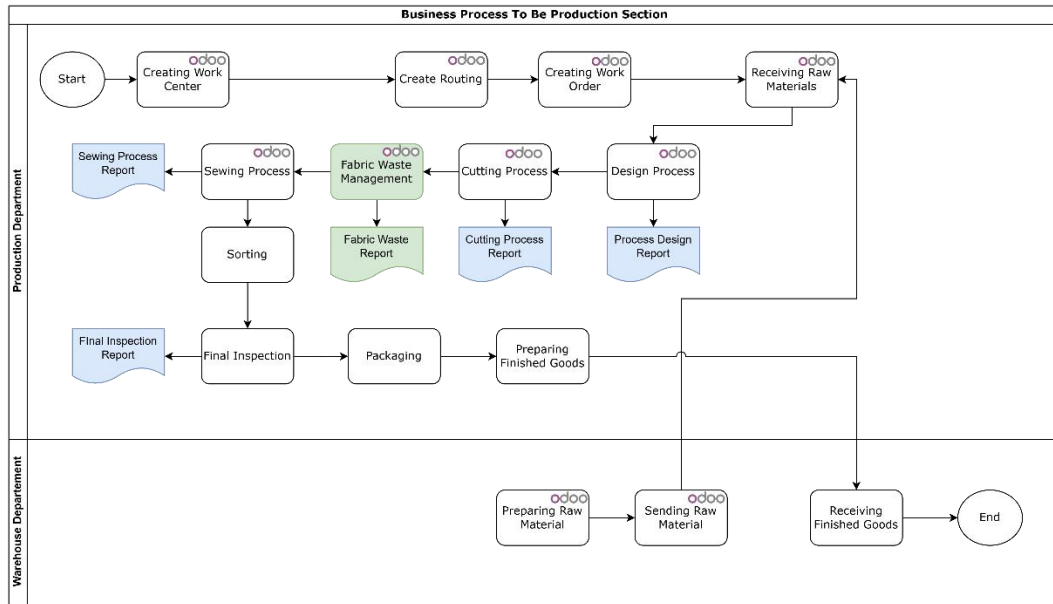 Business Process To Be Production Section
Production Department
Start
odoo
Creating Work
Center
odoo
Create Routing
odoo
Creating Work
Order
odoo
Receiving Raw
Materials
Sewing Process
Report
odoo
Sewing Process
odoo
Fabric Waste
Management
odoo
Cutting Process
odoo
Design Process
Sorting
Fabric Waste
Report
Cutting Process
Report
Process Design
Report
FInal Inspection
Report
Final Inspection
Packaging
Preparing
Finished Goods
Warehouse Departement
odoo
Preparing Raw
Material
odoo
Sending Raw
Material
Receiving
Finished Goods
End